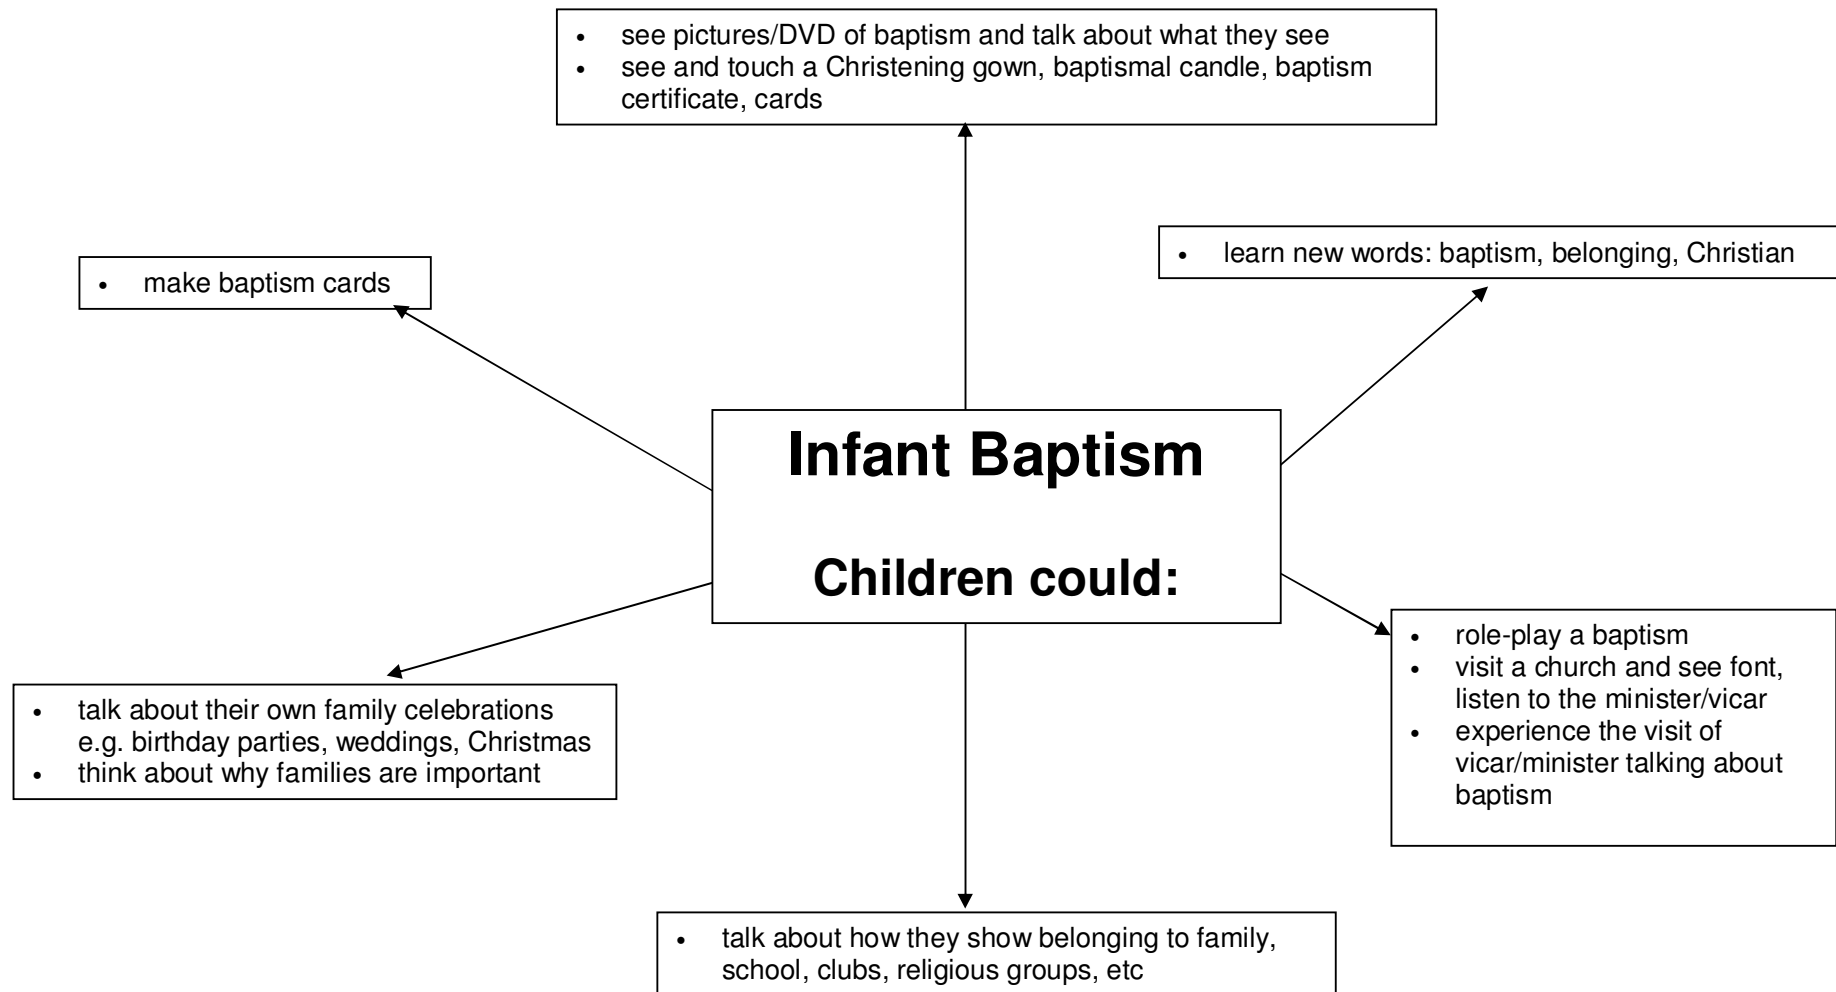 • see pictures/DVD of baptism and talk about what they see
• see and touch a Christening gown, baptismal candle, baptism
certificate, cards
• learn new words: baptism, belonging, Christian
• make baptism cards
Infant Baptism
Children could:
• role-play a baptism
• visit a church and see font,
listen to the minister/vicar
• experience the visit of
vicar/minister talking about
baptism
• talk about their own family celebrations
e.g. birthday parties, weddings, Christmas
• think about why families are important
• talk about how they show belonging to family,
school, clubs, religious groups, etc